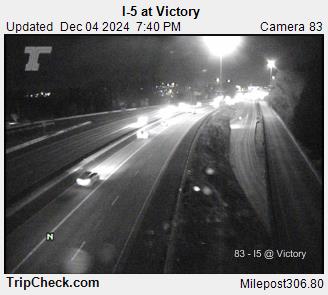 I-5 at Victory
Updated Dec 04 2024 7:40 PM Camera 83
T
N
83 - I5 @ Victory
TripCheck.com Milepost306.80